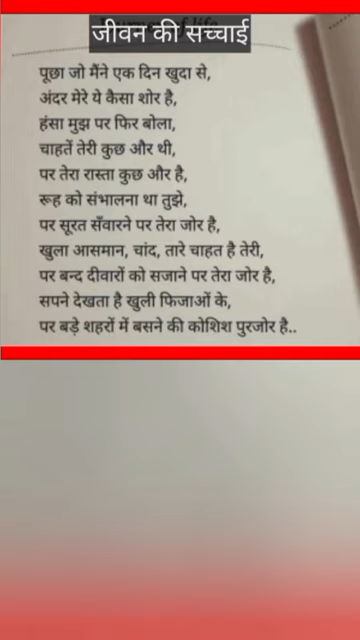 जीवन की सच्चाई
पूछा जो मैंने एक दिन खुदा से,
अंदर मेरे ये कैसा शोर है,
हंसा मुझ पर फिर बोला,
चाहतें तेरी कुछ और थी,
पर तेरा रास्ता कुछ और है,
रूह को संभालना था तुझे,
पर सूरत सँवारने पर तेरा जोर है,
खुला आसमान, चांद, तारे चाहत है तेरी,
पर बन्द दीवारों को सजाने पर तेरा जोर है,
सपने देखता है खुली फिजाओं के,
पर बड़े शहरों में बसने की कोशिश पुरजोर है..